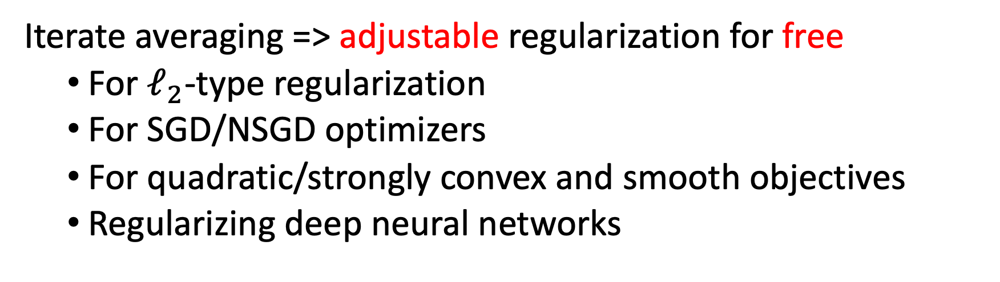 Iterate averaging => adjustable regularization for free
• For ℓ₂-type regularization
• For SGD/NSGD optimizers
• For quadratic/strongly convex and smooth objectives
• Regularizing deep neural networks